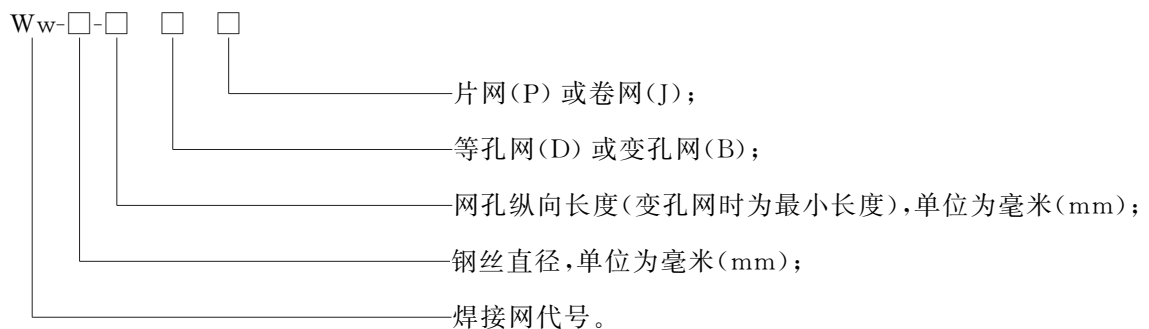 Ww-□-□ □ □
片网(P)或卷网(J);
等孔网(D)或变孔网(B);
网孔纵向长度(变孔网时为最小长度),单位为毫米(mm);
钢丝直径,单位为毫米(mm);
焊接网代号。